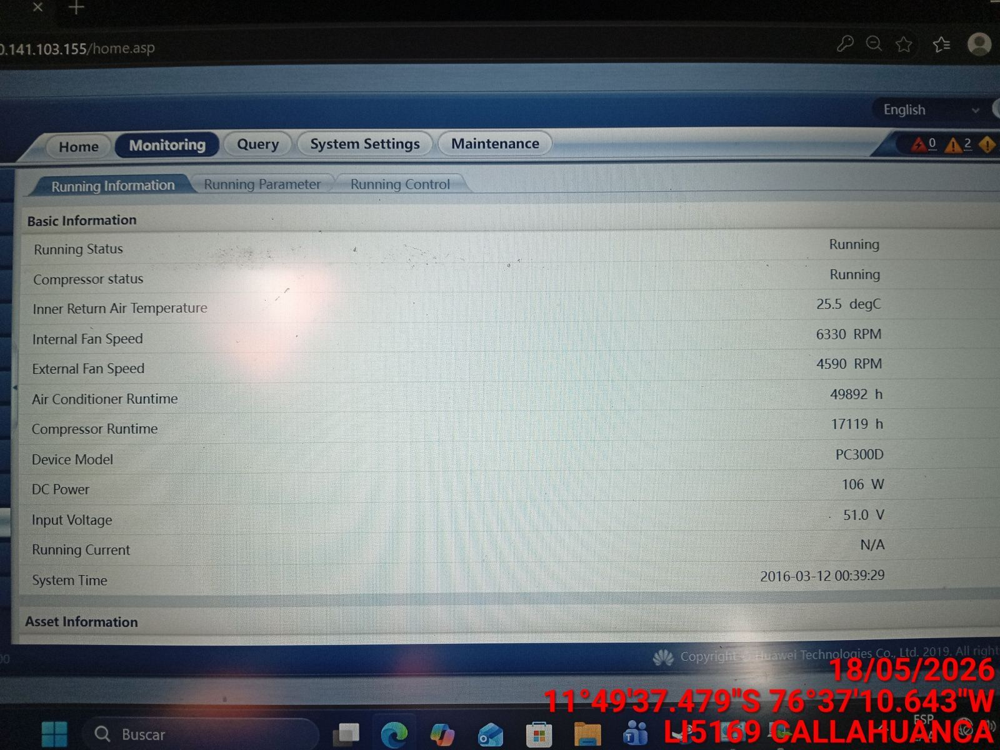 0.141.103.155/home.asp
English
Home Monitoring Query System Settings Maintenance 0 2
Running Information Running Parameter Running Control
Basic Information
Running Status Running
Compressor status Running
Inner Return Air Temperature 25.5 degC
Internal Fan Speed 6330 RPM
External Fan Speed 4590 RPM
Air Conditioner Runtime 49892 h
Compressor Runtime 17119 h
Device Model PC300D
DC Power 106 W
Input Voltage 51.0 V
Running Current N/A
System Time 2016-03-12 00:39:29
Asset Information
Copyright © Huawei Technologies Co., Ltd. 2019. All right
18/05/2026
11°49'37.479"S 76°37'10.643"W
LI5169 CALLAHUANCA
Buscar
ESP